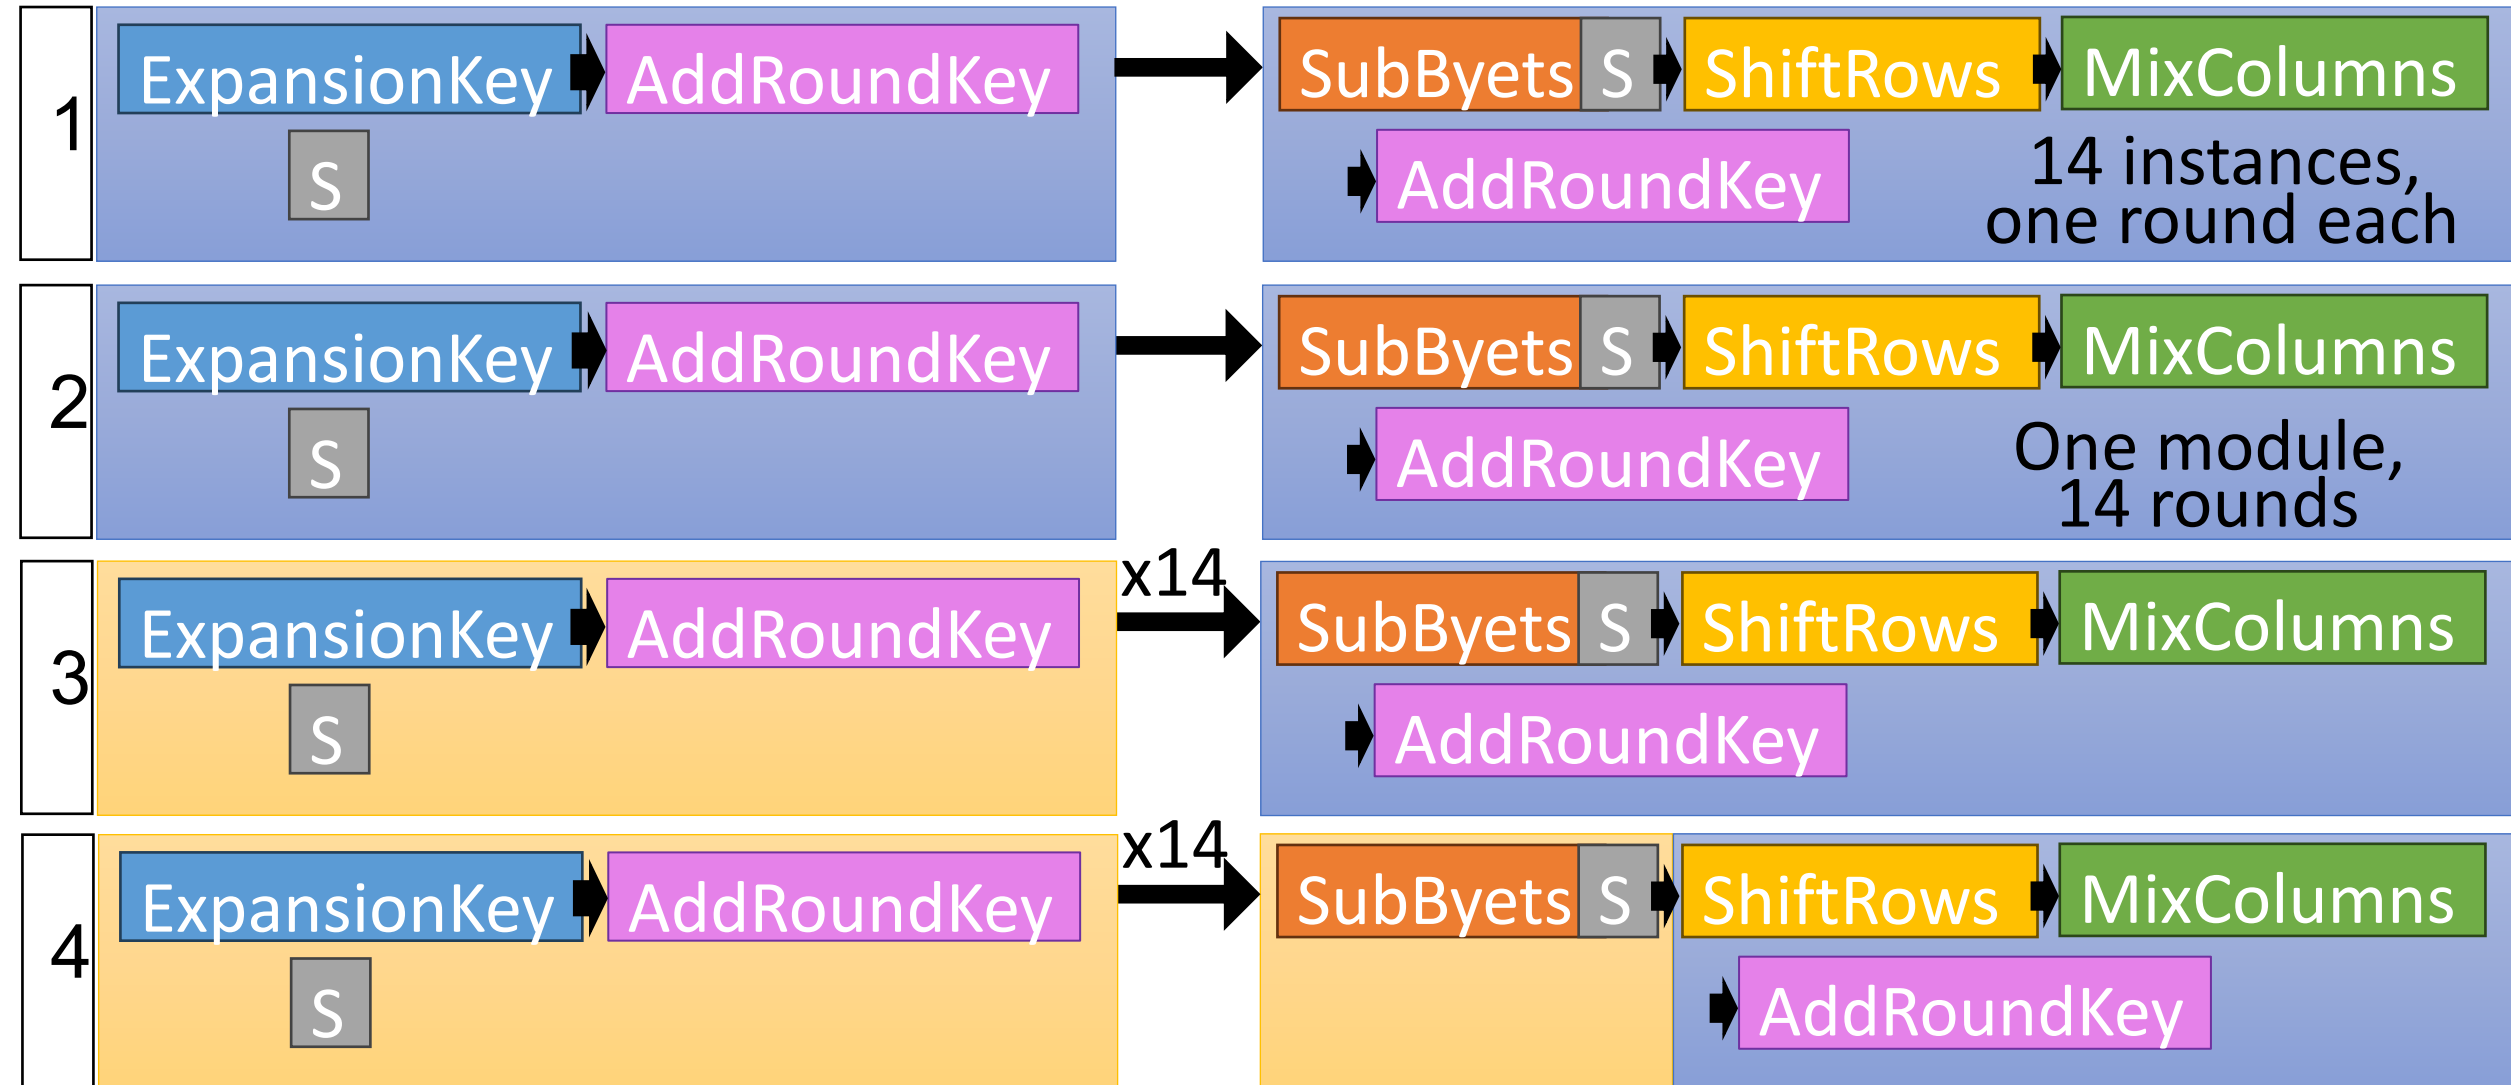 1
ExpansionKey AddRoundKey SubByets S ShiftRows MixColumns
S AddRoundKey 14 instances,
one round each
2
ExpansionKey AddRoundKey SubByets S ShiftRows MixColumns
S AddRoundKey One module,
14 rounds
3
x14
ExpansionKey AddRoundKey SubByets S ShiftRows MixColumns
S AddRoundKey
4
x14
ExpansionKey AddRoundKey SubByets S ShiftRows MixColumns
S AddRoundKey